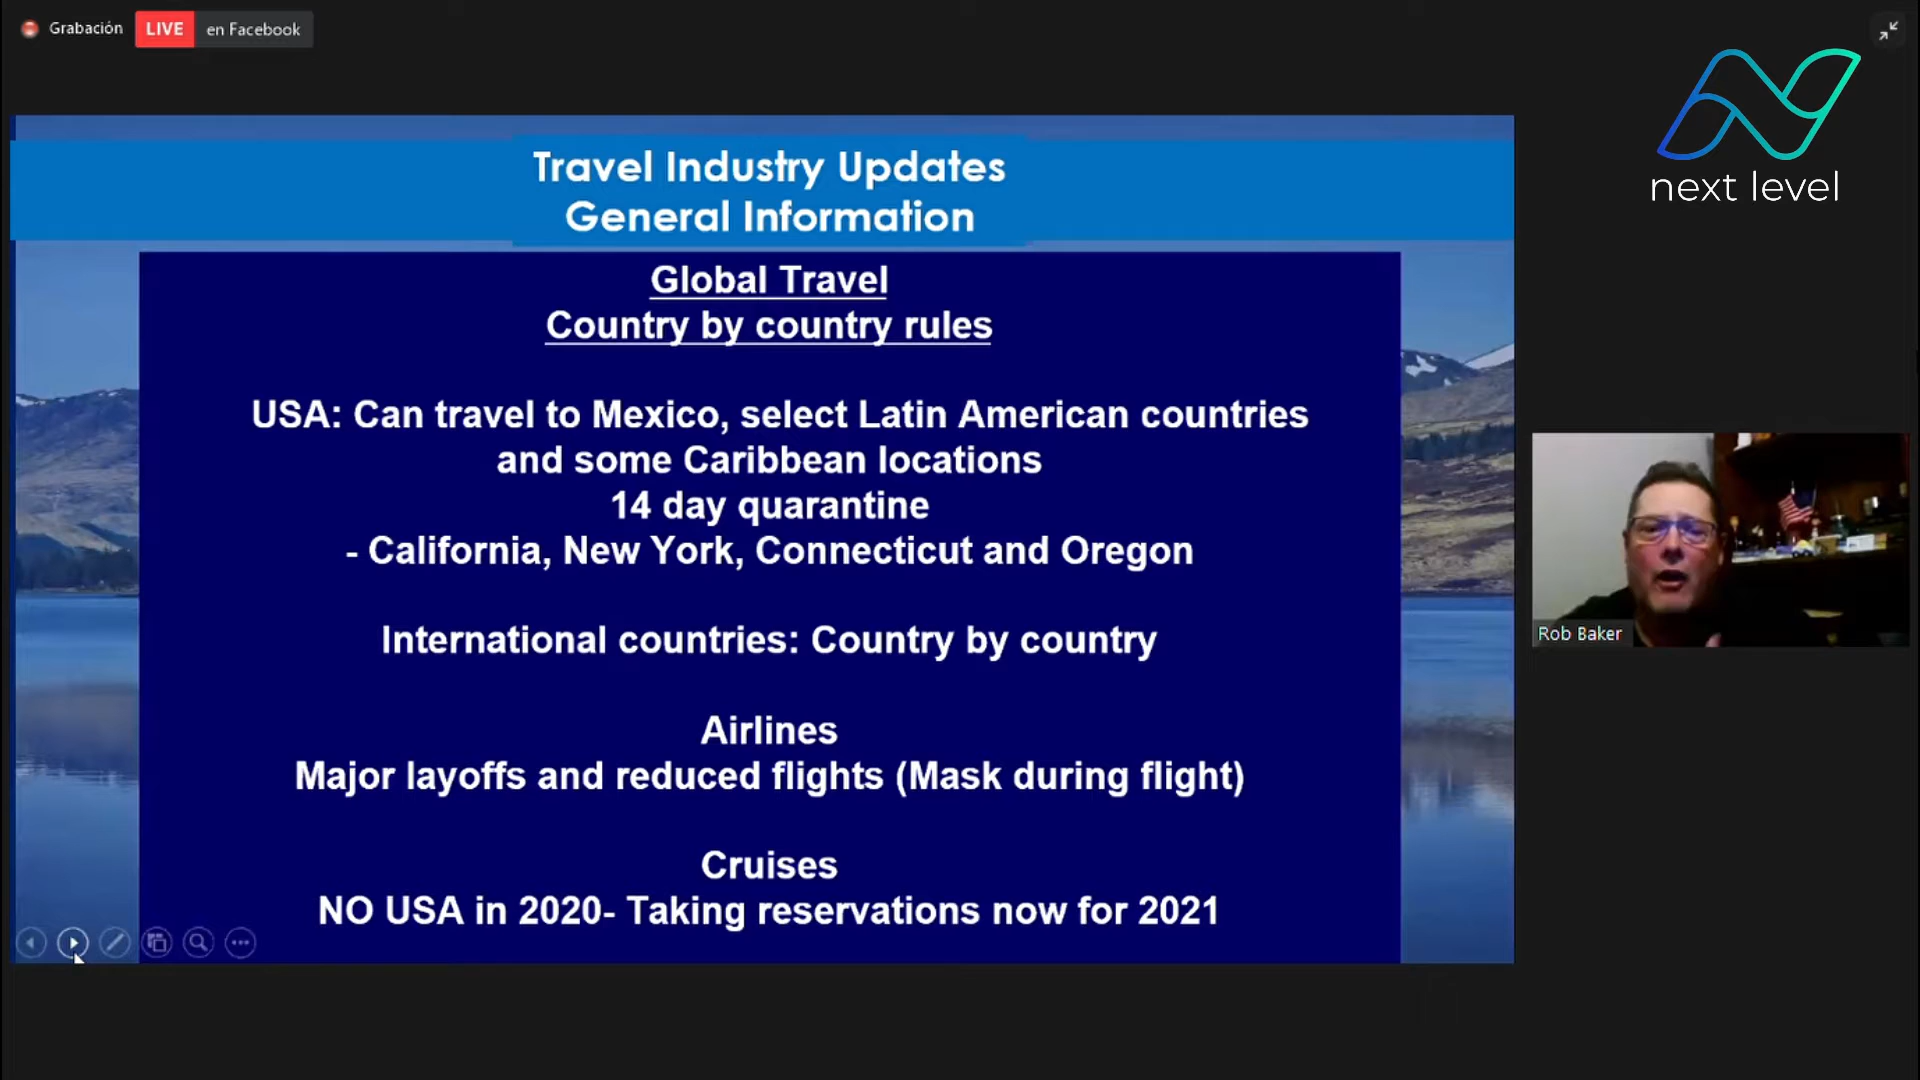 Grabación
LIVE en Facebook
next level
Travel Industry Updates
General Information
Global Travel
Country by country rules
USA: Can travel to Mexico, select Latin American countries
and some Caribbean locations
14 day quarantine
- California, New York, Connecticut and Oregon
International countries: Country by country
Airlines
Major layoffs and reduced flights (Mask during flight)
Cruises
NO USA in 2020- Taking reservations now for 2021
Rob Baker